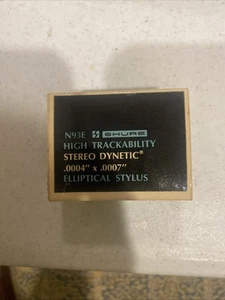 N93E SHURE
HIGH TRACKABILITY
STEREO DYNETIC®
.0004" x .0007"
ELLIPTICAL STYLUS